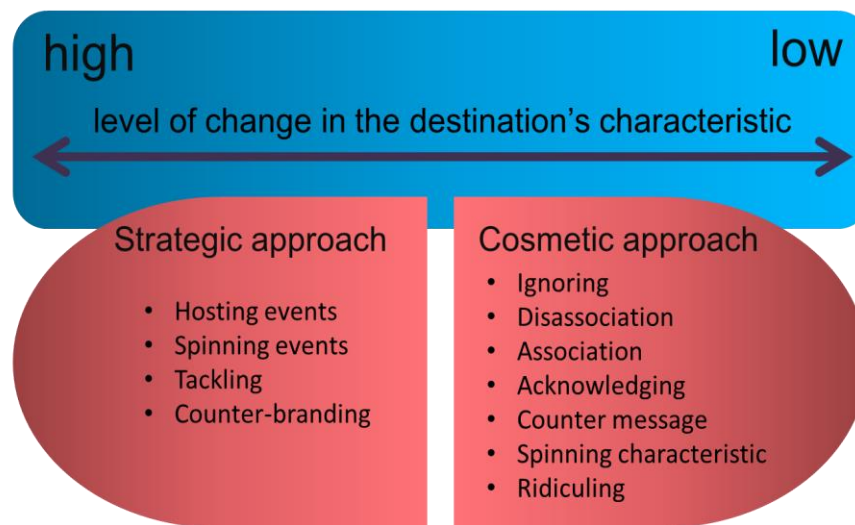 high
low
level of change in the destination's characteristic
Strategic approach
• Hosting events
• Spinning events
• Tackling
• Counter-branding
Cosmetic approach
• Ignoring
• Disassociation
• Association
• Acknowledging
• Counter message
• Spinning characteristic
• Ridiculing